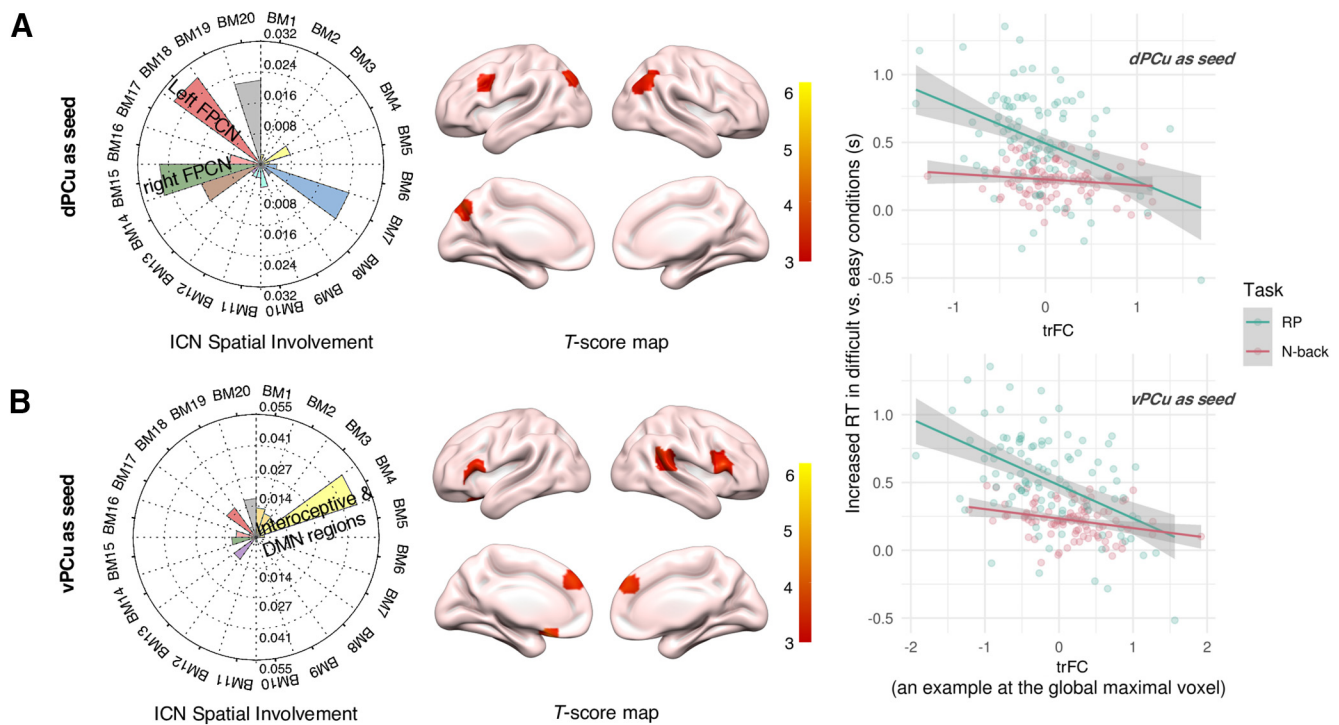 A
dPCu as seed
BM1
BM2
BM3
BM4
BM5
BM6
BM7
BM8
BM9
BM10
BM11
BM12
BM13
BM14
BM15
BM16
BM17
BM18
BM19
BM20
0.032
0.024
0.016
0.008
0.008
0.016
0.024
0.032
Left FPCN
right FPCN
ICN Spatial Involvement
T-score map
6
5
4
3
B
vPCu as seed
BM1
BM2
BM3
BM4
BM5
BM6
BM7
BM8
BM9
BM10
BM11
BM12
BM13
BM14
BM15
BM16
BM17
BM18
BM19
BM20
0.055
0.041
0.027
0.014
0.014
0.027
0.041
0.055
Interoceptive &
DMN regions
ICN Spatial Involvement
T-score map
6
5
4
3
Increased RT in difficult vs. easy conditions (s)
dPCu as seed
1.0
0.5
0.0
-0.5
-1
0
1
trFC
vPCu as seed
1.0
0.5
0.0
-0.5
-2
-1
0
1
2
trFC
(an example at the global maximal voxel)
Task
RP
N-back